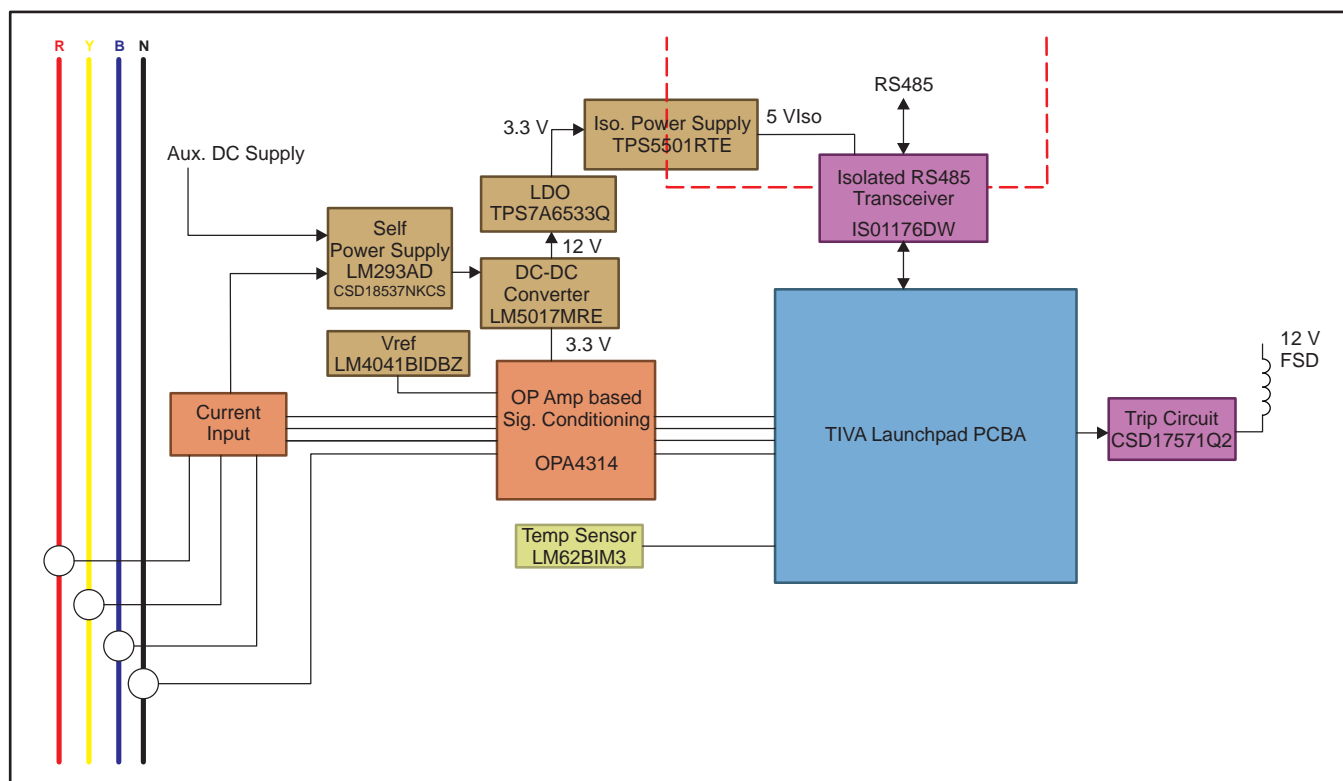 R Y B N
RS485
5 VIso
Iso. Power Supply
TPS5501RTE
3.3 V
12 V
FSD
Aux. DC Supply
Isolated RS485
Transceiver
IS01176DW
LDO
TPS7A6533Q
Self
Power Supply
LM293AD
CSD18537NKCS
12 V
DC-DC
Converter
LM5017MRE
3.3 V
Vref
LM4041BIDBZ
Current
Input
OP Amp based
Sig. Conditioning
OPA4314
TIVA Launchpad PCBA
Trip Circuit
CSD17571Q2
Temp Sensor
LM62BIM3